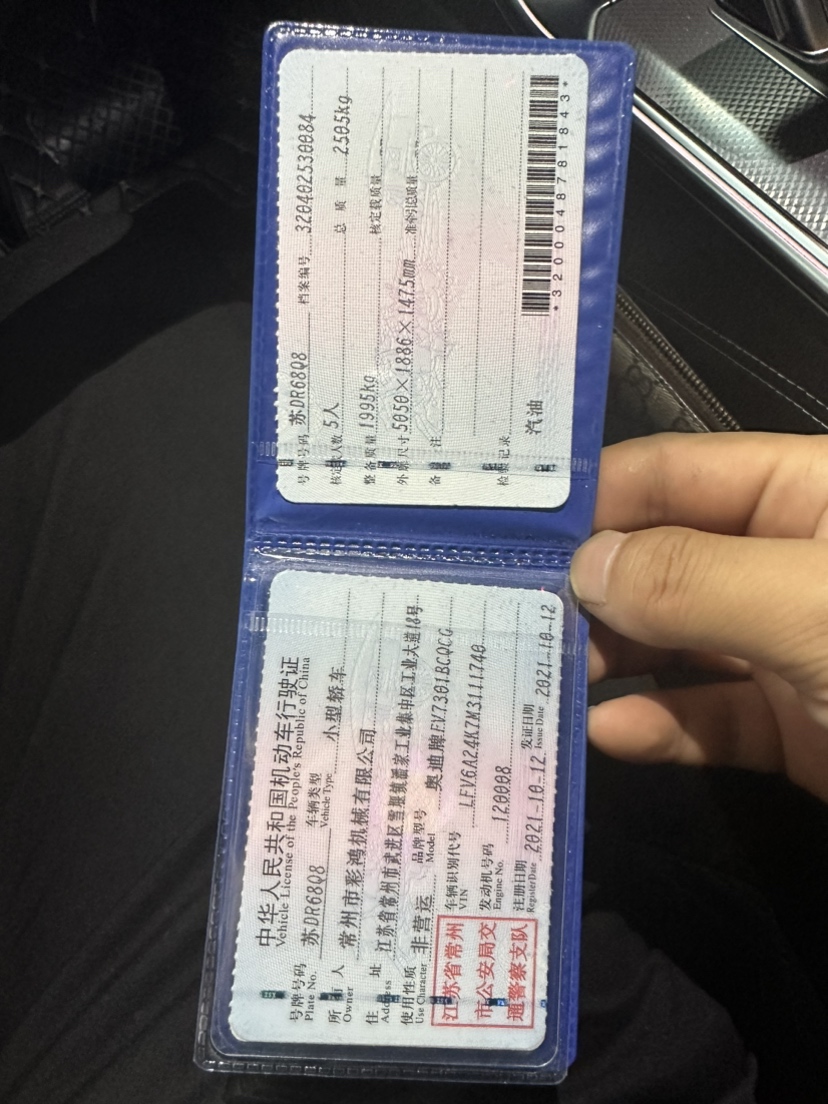 中华人民共和国机动车行驶证
Vehicle License of the People's Republic of China
号牌号码 苏DR68Q8 车辆类型 小型轿车
Plate No. Vehicle Type
所有人 常州市彩鸿机械有限公司
Owner
住址 江苏省常州市武进区雪堰镇潘家工业集中区工业大道18号
Address
使用性质 非营运 品牌型号 奥迪牌FV7301BCQCG
Use Character Model
车辆识别代号 LFV6A24K7M3111740
VIN
发动机号码 120008
Engine No.
注册日期 2021-10-12 发证日期 2021-10-12
Register Date Issue Date
江苏省常州
市公安局交
通警察支队
号牌号码 苏DR68Q8 档案编号 320402530084
核定载人数 5人 总质量 2505kg
整备质量 1995kg 核定载质量
外廓尺寸 5050×1886×1475mm 准牵引总质量
备注
检验记录
汽油
*3200048781843*